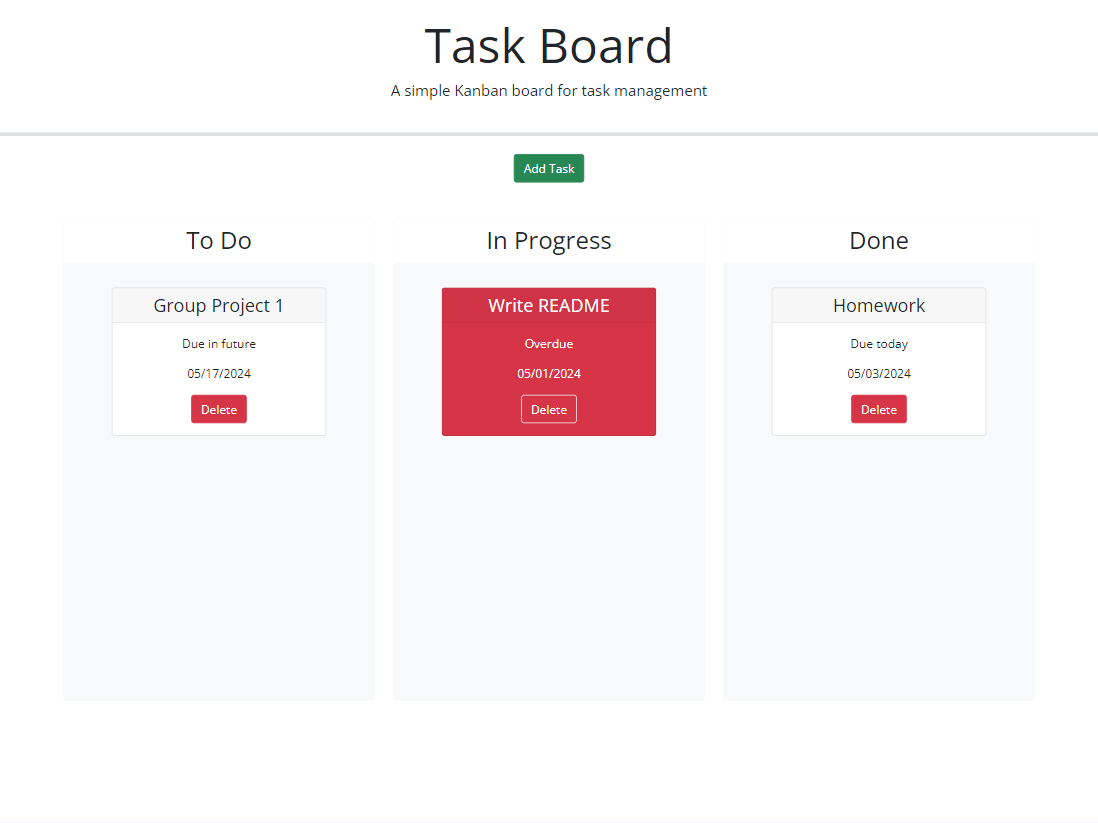 Task Board
A simple Kanban board for task management
Add Task
To Do
Group Project 1
Due in future
05/17/2024
Delete
In Progress
Write README
Overdue
05/01/2024
Delete
Done
Homework
Due today
05/03/2024
Delete